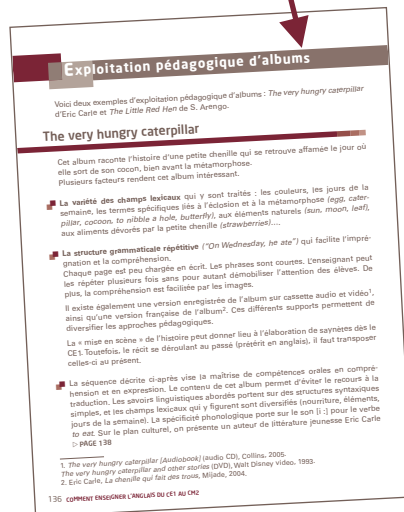 Exploitation pédagogique d'albums
Voici deux exemples d'exploitation pédagogique d'albums : The very hungry caterpillar
d'Eric Carle et The Little Red Hen de S. Arengo.
The very hungry caterpillar
Cet album raconte l'histoire d'une petite chenille qui se retrouve affamée le jour où
elle sort de son cocon, bien avant la métamorphose.
Plusieurs facteurs rendent cet album intéressant.
La variété des champs lexicaux qui y sont traités : les couleurs, les jours de la
semaine, les termes spécifiques liés à l'éclosion et à la métamorphose (egg, cater-
pillar, cocoon, to nibble a hole, butterfly), aux éléments naturels (sun, moon, leaf),
aux aliments dévorés par la petite chenille (strawberries)....
La structure grammaticale répétitive ("On Wednesday, he ate") qui facilite l'impré-
gnation et la compréhension.
Chaque page est peu chargée en écrit. Les phrases sont courtes. L'enseignant peut
les répéter plusieurs fois sans pour autant démobiliser l'attention des élèves. De
plus, la compréhension est facilitée par les images.
Il existe également une version enregistrée de l'album sur cassette audio et vidéo1,
ainsi qu'une version française de l'album2. Ces différents supports permettent de
diversifier les approches pédagogiques.
La « mise en scène » de l'histoire peut donner lieu à l'élaboration de saynètes dès le
CE1. Toutefois, le récit se déroulant au passé (prétérit en anglais), il faut transposer
celles-ci au présent.
La séquence décrite ci-après vise la maîtrise de compétences orales en compré-
hension et en expression. Le contenu de cet album permet d'éviter le recours à la
traduction. Les savoirs linguistiques abordés portent sur des structures syntaxiques
simples, et les champs lexicaux qui y figurent sont diversifiés (nourriture, éléments,
jours de la semaine). La spécificité phonologique porte sur le son [i :] pour le verbe
to eat. Sur le plan culturel, on présente un auteur de littérature jeunesse Eric Carle
▷ PAGE 138
1. The very hungry caterpillar [Audiobook] (audio CD), Collins, 2005.
The very hungry caterpillar and other stories (DVD), Walt Disney video, 1993.
2. Eric Carle, La chenille qui fait des trous, Mijade, 2004.
136 COMMENT ENSEIGNER L'ANGLAIS DU CE1 AU CM2